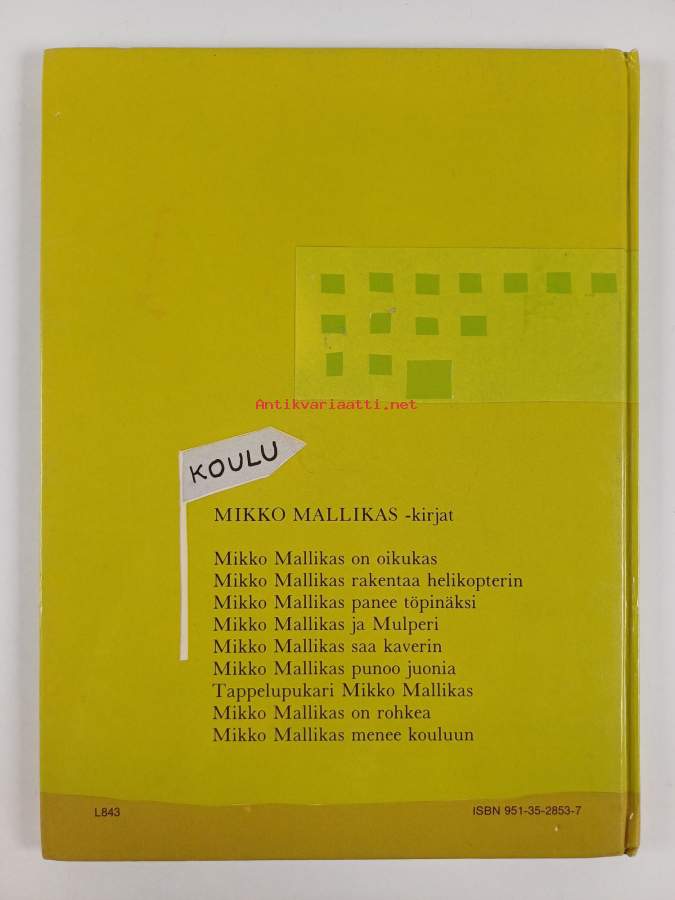 Antikvariaatti.net
KOULU
MIKKO MALLIKAS -kirjat
Mikko Mallikas on oikukas
Mikko Mallikas rakentaa helikopterin
Mikko Mallikas panee töpinäksi
Mikko Mallikas ja Mulperi
Mikko Mallikas saa kaverin
Mikko Mallikas punoo juonia
Tappelupukari Mikko Mallikas
Mikko Mallikas on rohkea
Mikko Mallikas menee kouluun
L843
ISBN 951-35-2853-7